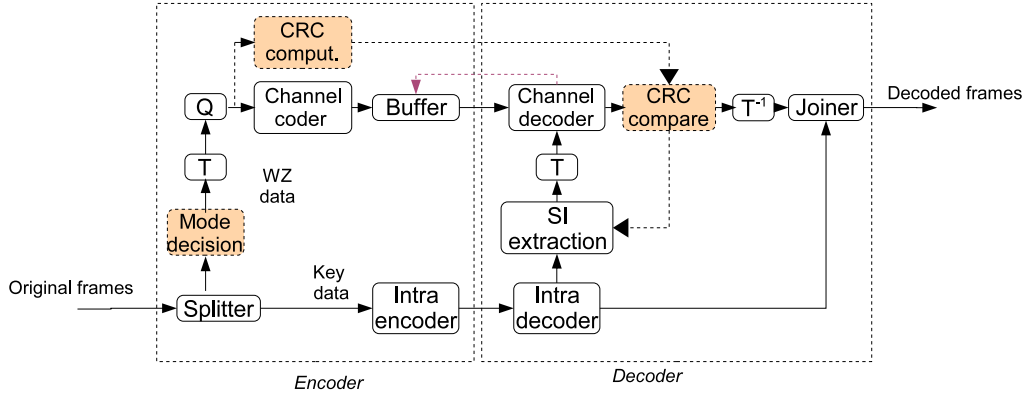 CRC
comput.
Q
Channel
coder
Buffer
Channel
decoder
CRC
compare
T-1
Joiner
Decoded frames
T
WZ
data
T
Mode
decision
SI
extraction
Original frames
Splitter
Key
data
Intra
encoder
Intra
decoder
Encoder
Decoder